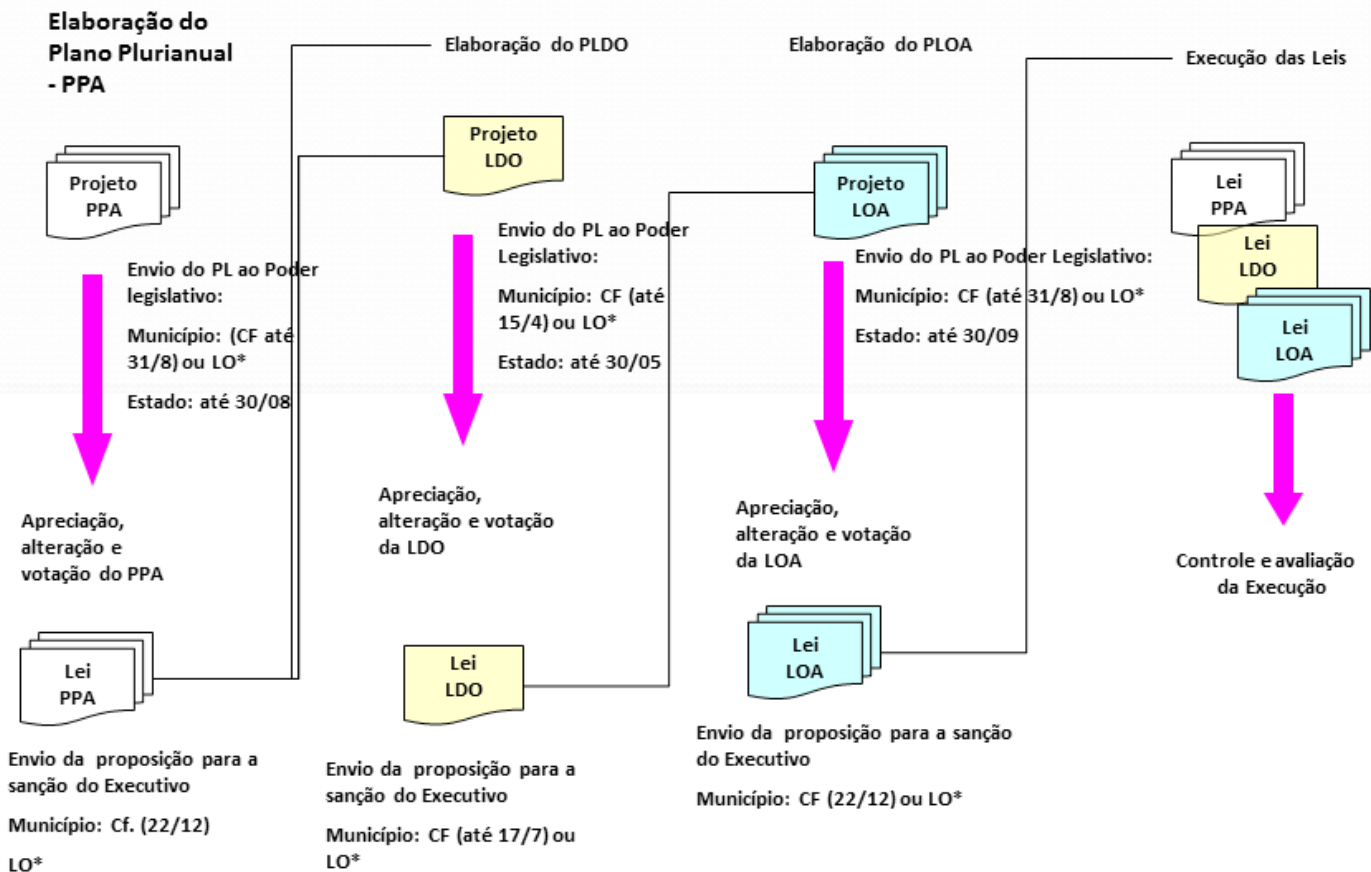 Elaboração do
Plano Plurianual
- PPA
Projeto
PPA
Envio do PL ao Poder
legislativo:
Município: (CF até
31/8) ou LO*
Estado: até 30/08
Apreciação,
alteração e
votação do PPA
Lei
PPA
Envio da proposição para a
sanção do Executivo
Município: Cf. (22/12)
LO*
Elaboração do PLDO
Projeto
LDO
Envio do PL ao Poder
Legislativo:
Município: CF (até
15/4) ou LO*
Estado: até 30/05
Apreciação,
alteração e votação
da LDO
Lei
LDO
Envio da proposição para a
sanção do Executivo
Município: CF (até 17/7) ou
LO*
Elaboração do PLOA
Projeto
LOA
Envio do PL ao Poder Legislativo:
Município: CF (até 31/8) ou LO*
Estado: até 30/09
Apreciação,
alteração e votação
da LOA
Lei
LOA
Envio da proposição para a sanção
do Executivo
Município: CF (22/12) ou LO*
Execução das Leis
Lei
PPA
Lei
LDO
Lei
LOA
Controle e avaliação
da Execução